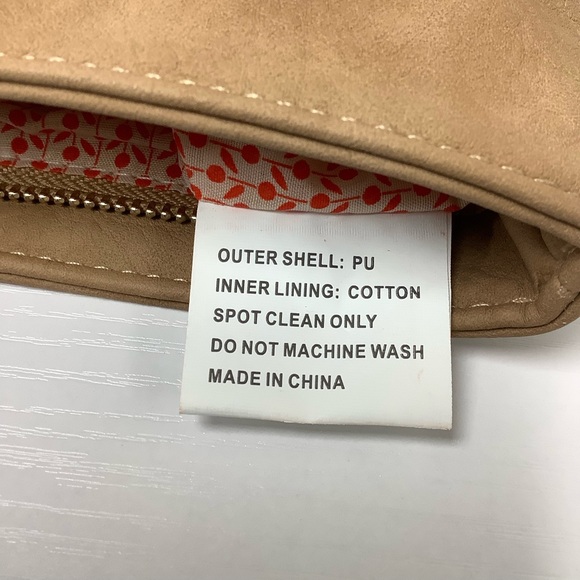 OUTER SHELL: PU
INNER LINING: COTTON
SPOT CLEAN ONLY
DO NOT MACHINE WASH
MADE IN CHINA